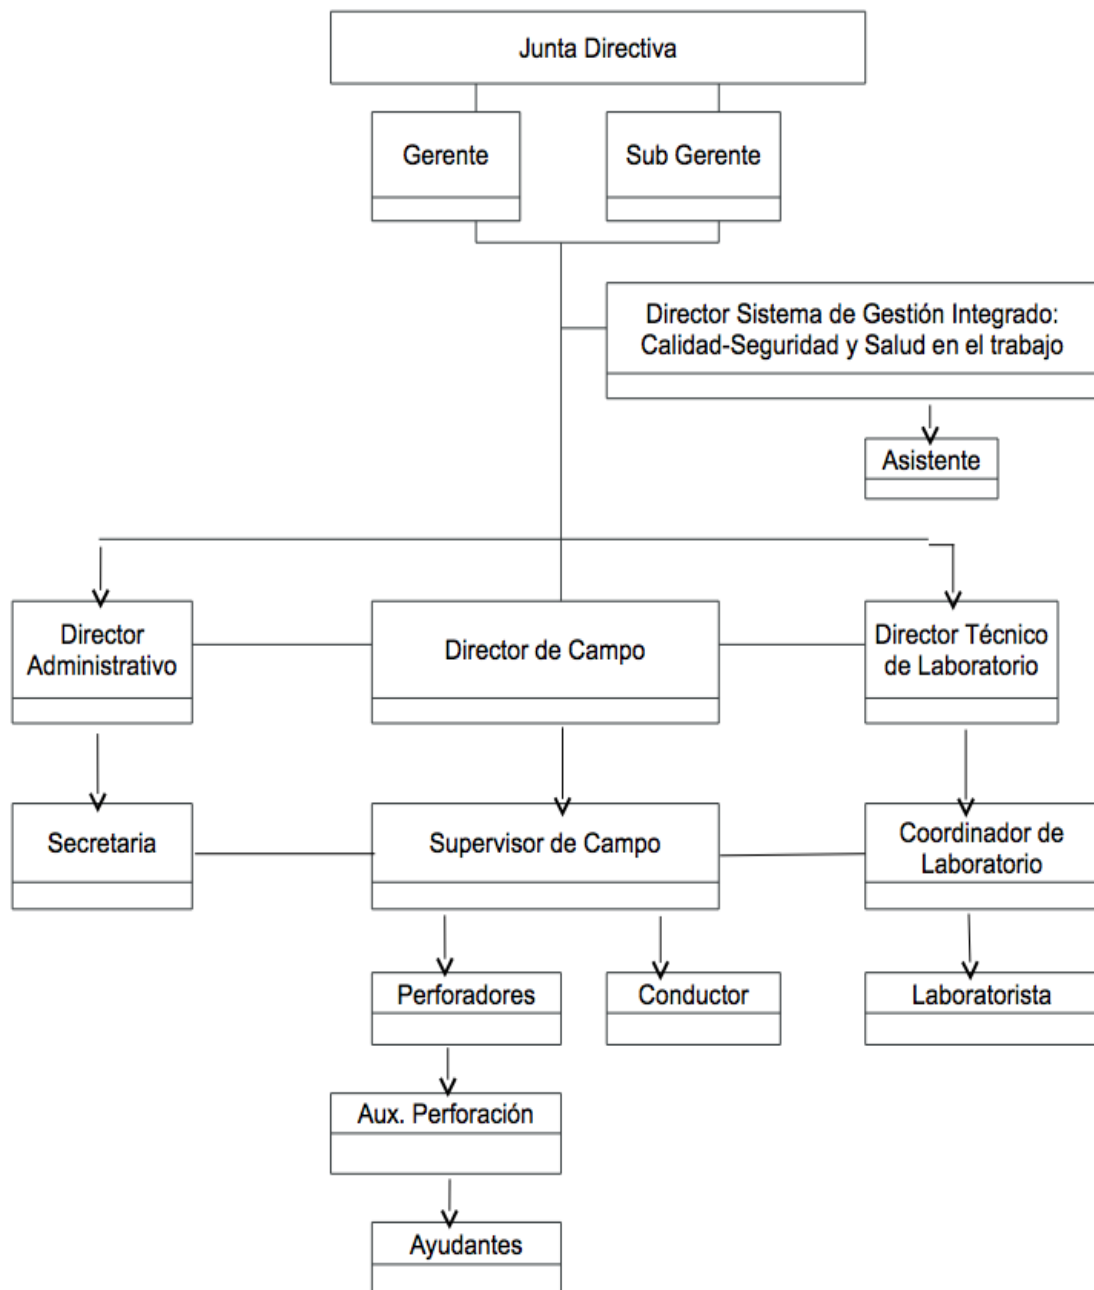 Junta Directiva
Gerente
Sub Gerente
Director Sistema de Gestión Integrado:
Calidad-Seguridad y Salud en el trabajo
Asistente
Director
Administrativo
Director de Campo
Director Técnico
de Laboratorio
Secretaria
Supervisor de Campo
Coordinador de
Laboratorio
Perforadores
Conductor
Laboratorista
Aux. Perforación
Ayudantes